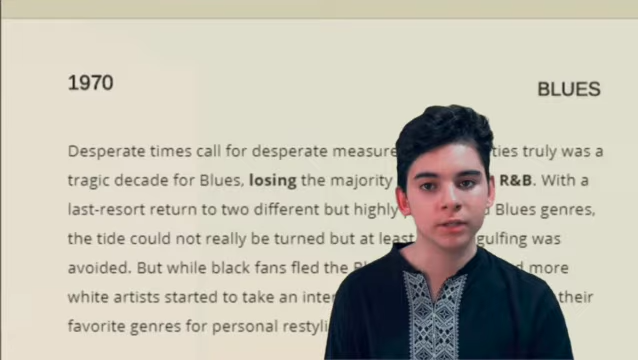 1970
BLUES
Desperate times call for desperate measure ties truly was a
tragic decade for Blues, losing the majority R&B. With a
last-resort return to two different but highly Blues genres,
the tide could not really be turned but at least gulfing was
avoided. But while black fans fled the more
white artists started to take an their
favorite genres for personal